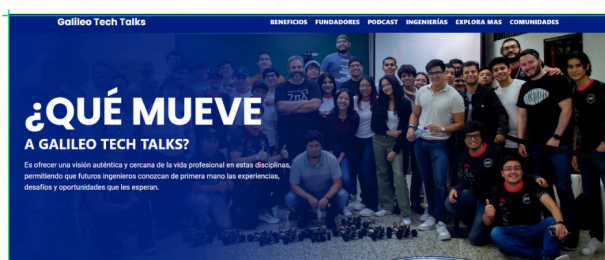 Galileo Tech Talks
BENEFICIOS FUNDADORES PODCAST INGENIERÍAS EXPLORA MAS COMUNIDADES
¿QUÉ MUEVE
A GALILEO TECH TALKS?
Es ofrecer una visión auténtica y cercana de la vida profesional en estas disciplinas,
permitiendo que futuros ingenieros conozcan de primera mano las experiencias,
desafíos y oportunidades que les esperan.